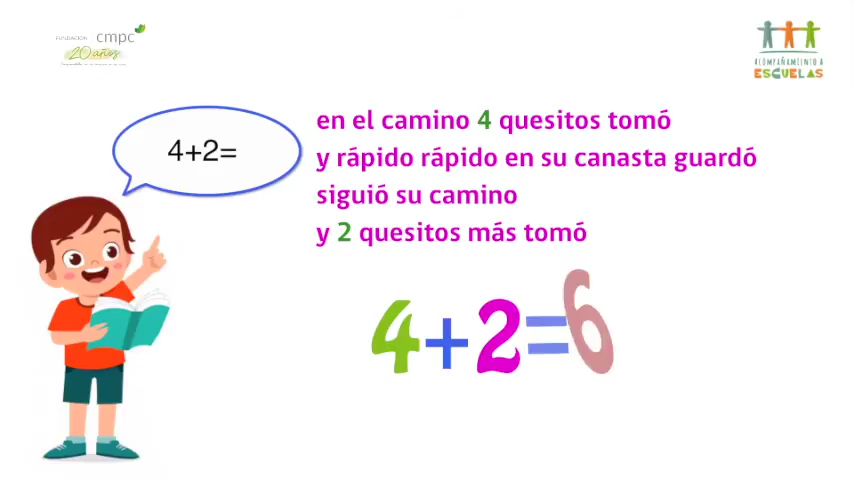 FUNDACIÓN cmpc
20 años
ACOMPAÑAMIENTO A
ESCUELAS
4+2=
en el camino 4 quesitos tomó
y rápido rápido en su canasta guardó
siguió su camino
y 2 quesitos más tomó
4+2=6